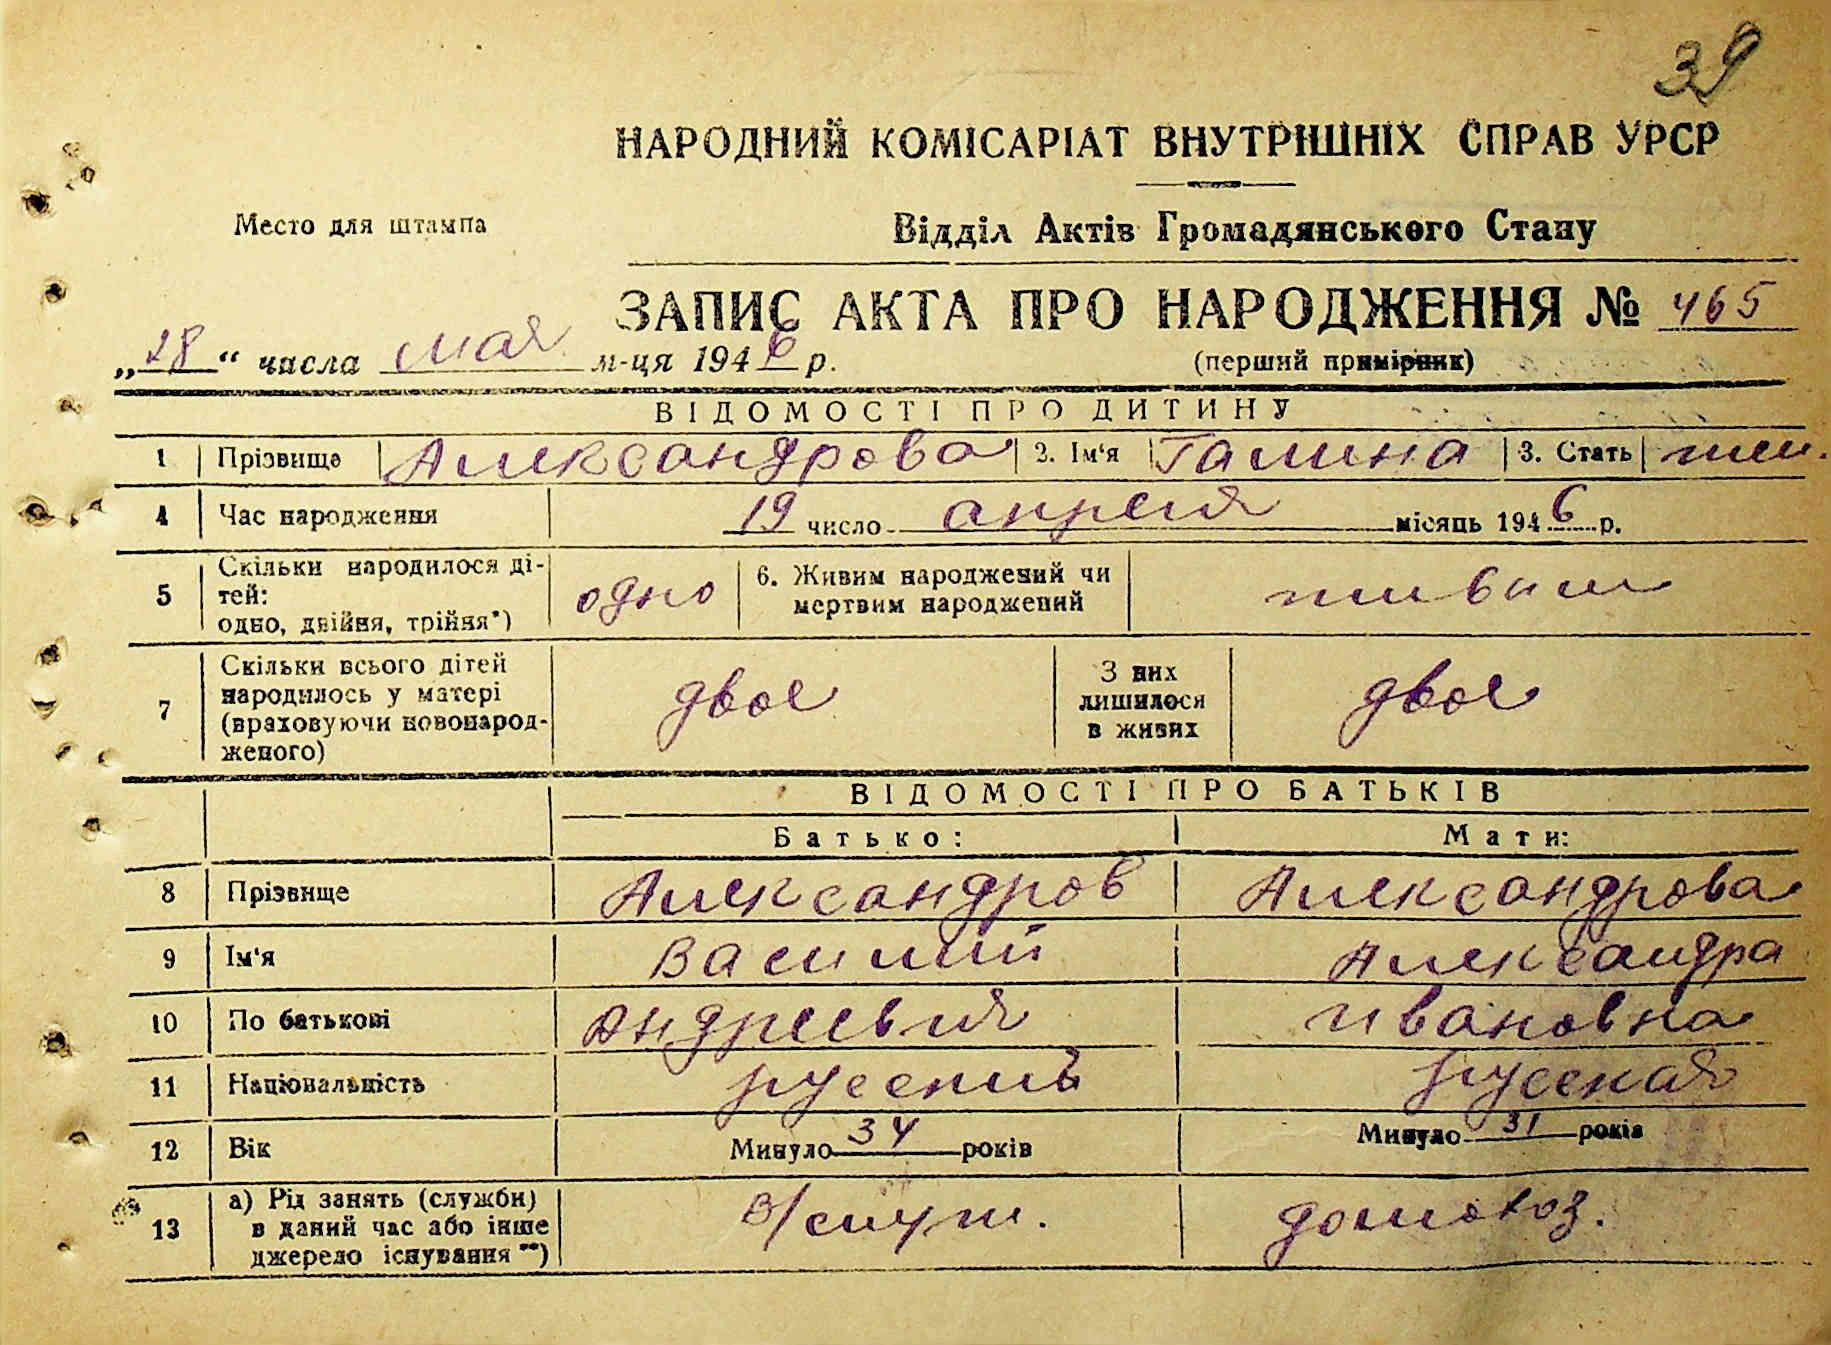 39
НАРОДНИЙ КОМІСАРІАТ ВНУТРІШНІХ СПРАВ УРСР
Место для штампа
Відділ Актів Громадянського Стану
ЗАПИС АКТА ПРО НАРОДЖЕННЯ № 465
„28“ числа мая м-ця 1946 р.
(перший примірник)
ВІДОМОСТІ ПРО ДИТИНУ
1 Прізвище Александрова 2. Ім'я Галина 3. Стать жен.
4 Час народження 19 число апреля місяць 1946 р.
5 Скільки народилося ді-
тей:
одно, двійня, трійня*) одно 6. Живим народжений чи
мертвим народжений живым
7 Скільки всього дітей
народилось у матері
(враховуючи новонарод-
женого) двое З них
лишилося
в живих двое
ВІДОМОСТІ ПРО БАТЬКІВ
Батько: Мати:
8 Прізвище Александров Александрова
9 Ім'я Василий Александра
10 По батькові Ивановна
11 Національність русский русская
12 Вік Минуло 34 років Минуло 31 років
13 а) Рід занять (служби)
в даний час або інше
джерело існування **) в/служ. домохоз.